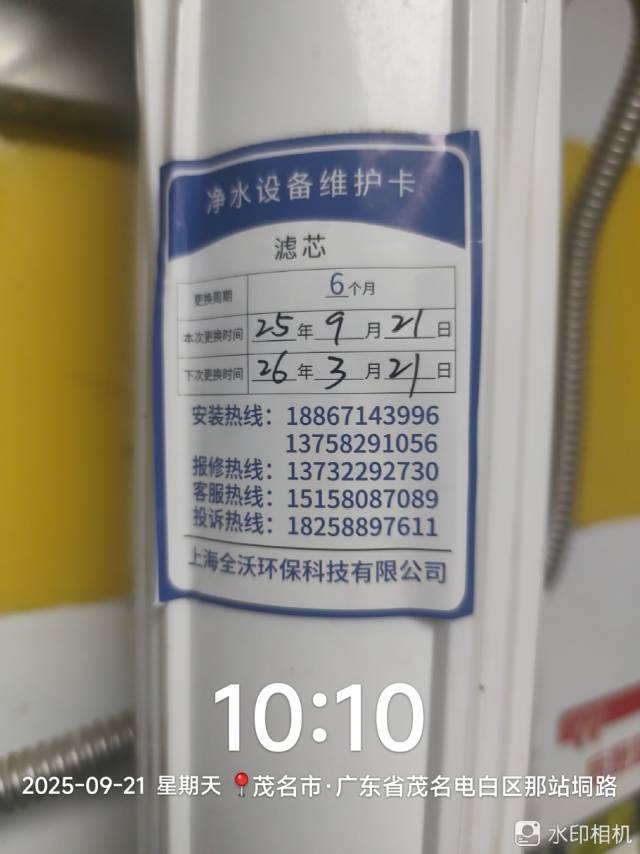 净水设备维护卡
滤芯
更换周期 6个月
本次更换时间 25年9月21日
下次更换时间 26年3月21日
安装热线：18867143996
13758291056
报修热线：13732292730
客服热线：15158087089
投诉热线：18258897611
上海全沃环保科技有限公司
10:10
2025-09-21 星期天 茂名市·广东省茂名电白区那站垌路
水印相机